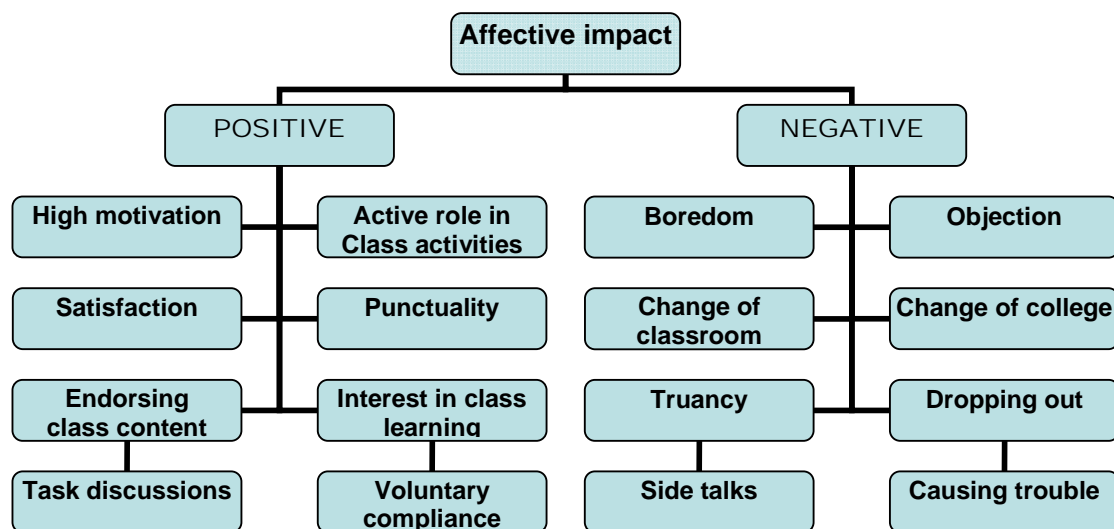 Affective impact
POSITIVE
NEGATIVE
High motivation
Active role in
Class activities
Boredom
Objection
Satisfaction
Punctuality
Change of
classroom
Change of college
Endorsing
class content
Interest in class
learning
Truancy
Dropping out
Task discussions
Voluntary
compliance
Side talks
Causing trouble